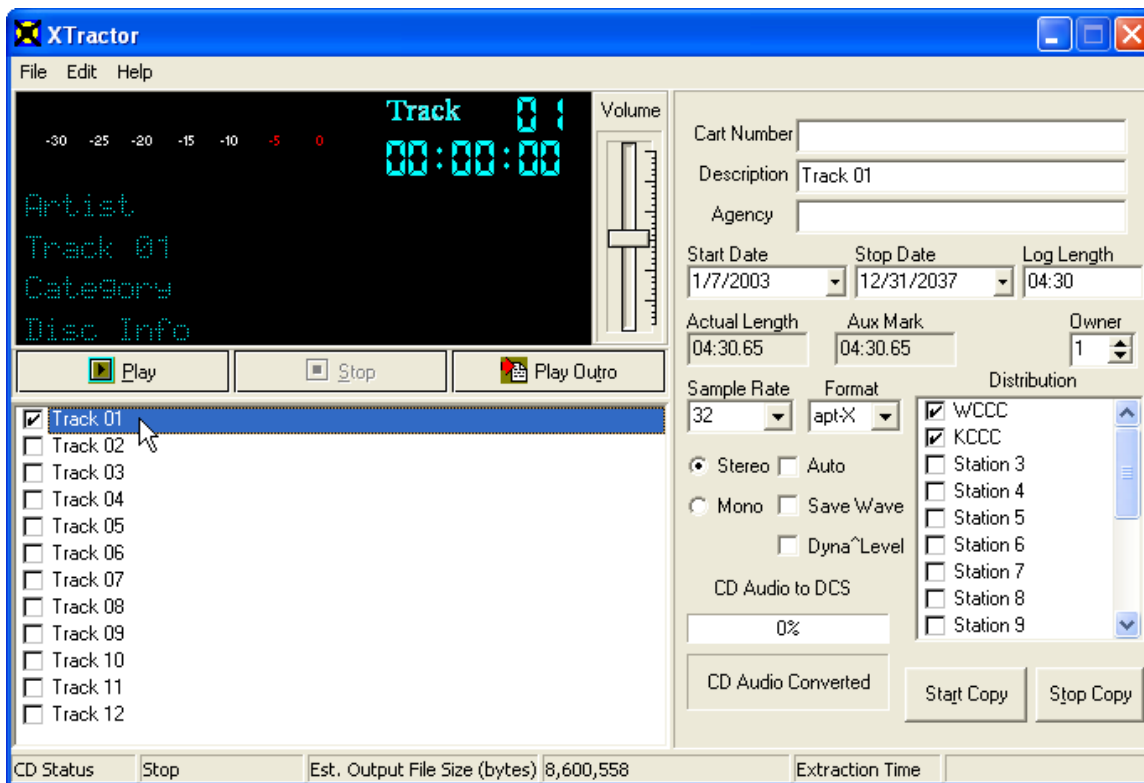 XTractor
File Edit Help
Track 01
-30 -25 -20 -15 -10 -5 0
00:00:00
Artist
Track 01
Category
Disc Info
Volume
Play Stop Play Outro
Track 01
Track 02
Track 03
Track 04
Track 05
Track 06
Track 07
Track 08
Track 09
Track 10
Track 11
Track 12
Cart Number
Description Track 01
Agency
Start Date Stop Date Log Length
1/7/2003 12/31/2037 04:30
Actual Length Aux Mark Owner
04:30.65 04:30.65 1
Sample Rate Format Distribution
32 apt-X
Stereo Auto
Mono Save Wave
Dyna^Level
WCCC
KCCC
Station 3
Station 4
Station 5
Station 6
Station 7
Station 8
Station 9
CD Audio to DCS
0%
CD Audio Converted
Start Copy Stop Copy
CD Status Stop Est. Output File Size (bytes) 8,600,558 Extraction Time